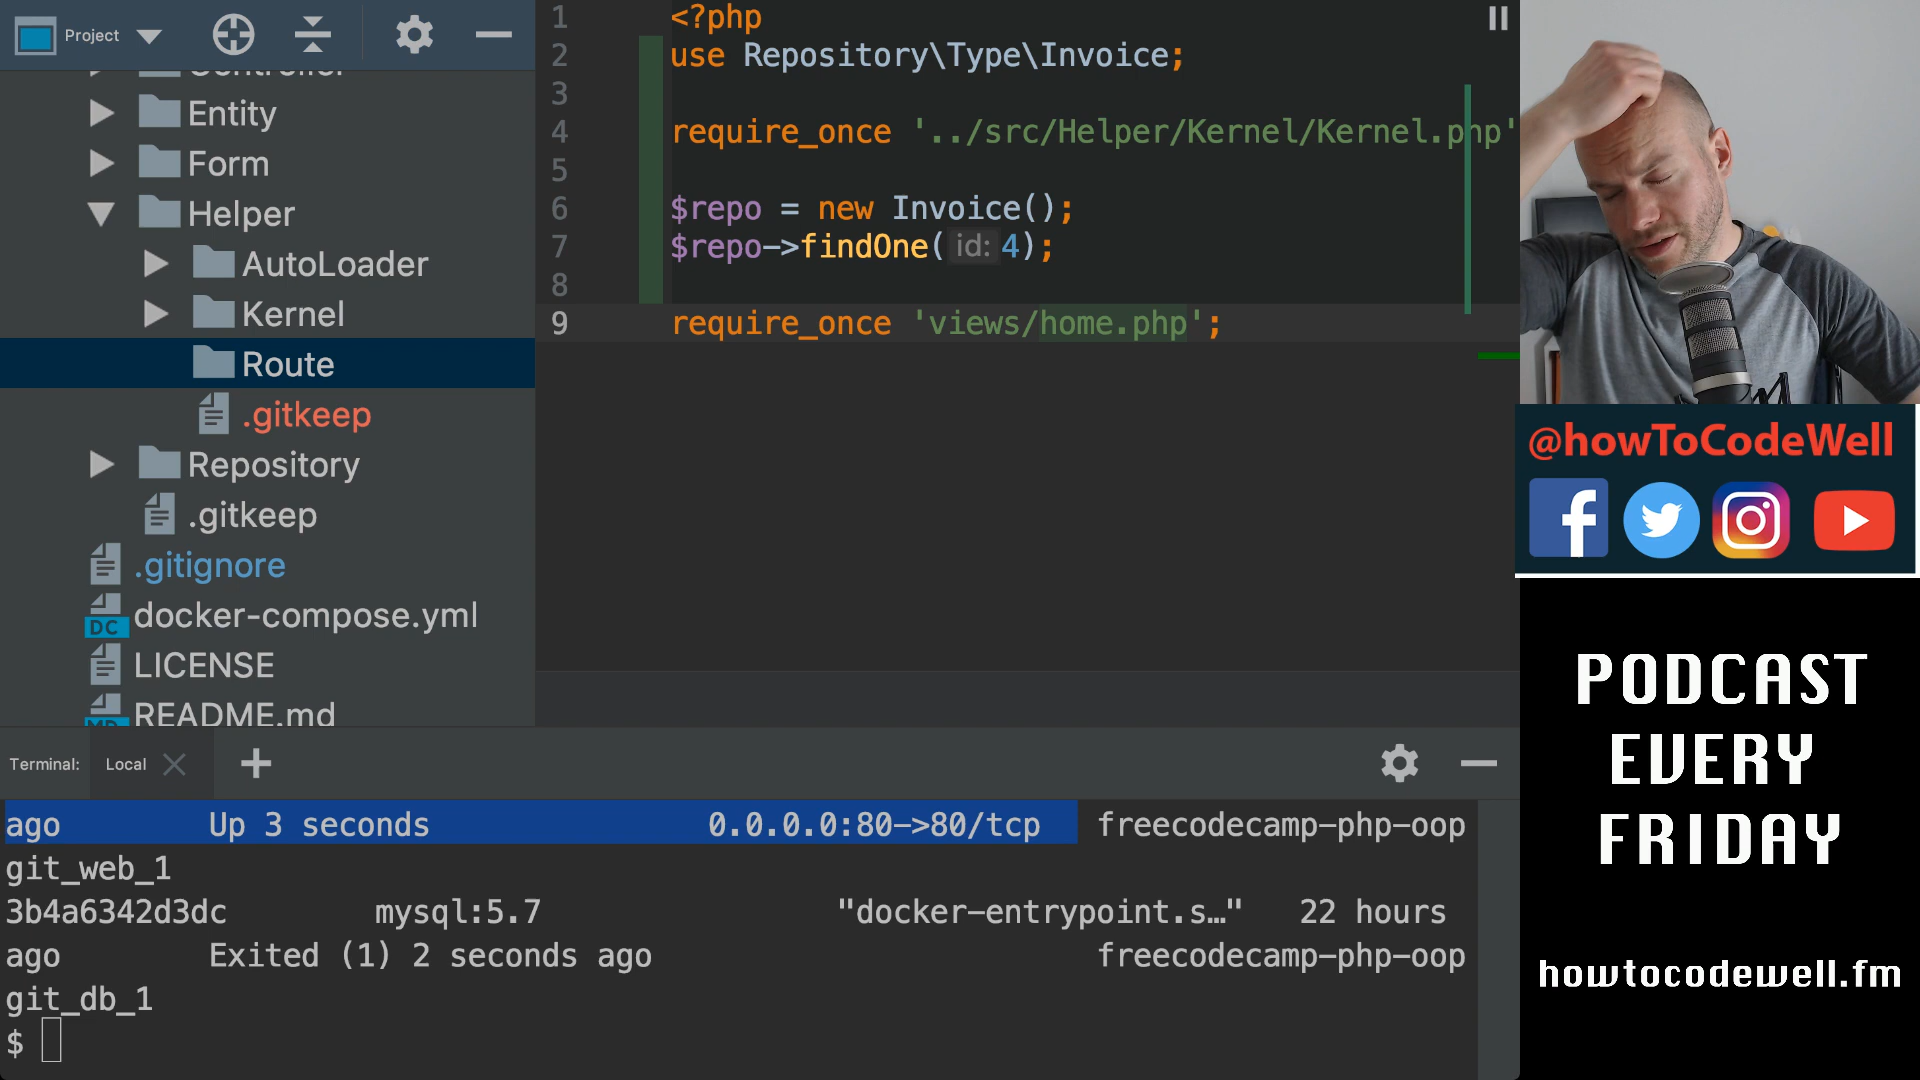 Project
Controller
Entity
Form
Helper
AutoLoader
Kernel
Route
.gitkeep
Repository
.gitkeep
.gitignore
DC docker-compose.yml
LICENSE
MD README.md
1 <?php
2 use Repository\Type\Invoice;
3
4 require_once '../src/Helper/Kernel/Kernel.php'
5
6 $repo = new Invoice();
7 $repo->findOne( id: 4);
8
9 require_once 'views/home.php';
@howToCodeWell
PODCAST
EVERY
FRIDAY
howtocodewell.fm
Terminal: Local
ago Up 3 seconds 0.0.0.0:80->80/tcp freecodecamp-php-oop
git_web_1
3b4a6342d3dc mysql:5.7 "docker-entrypoint.s…" 22 hours
ago Exited (1) 2 seconds ago freecodecamp-php-oop
git_db_1
$